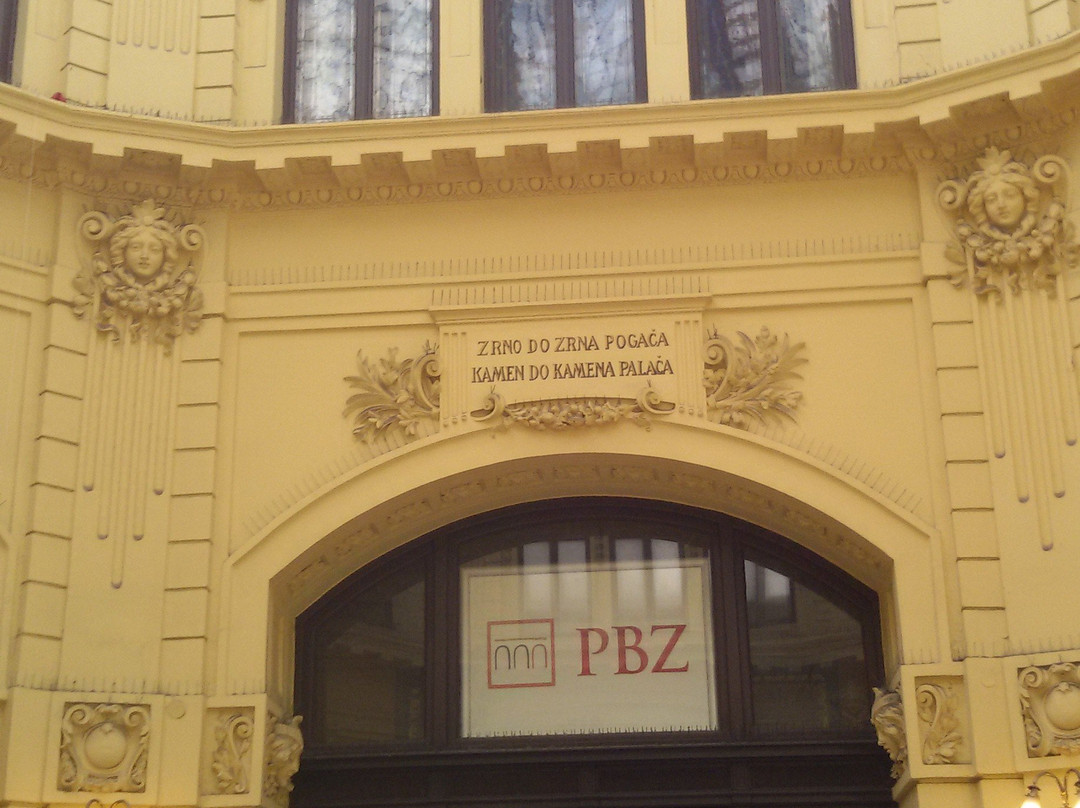 ZRNO DO ZRNA POGAČA
KAMEN DO KAMENA PALAČA
PBZ